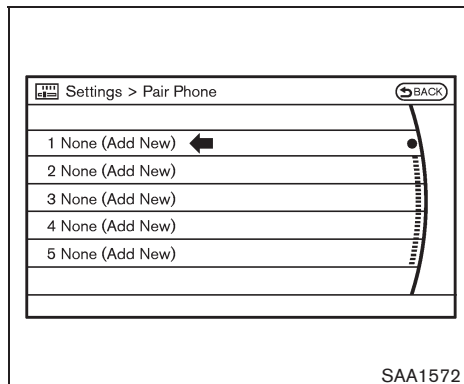 Settings > Pair Phone
BACK
1 None (Add New)
2 None (Add New)
3 None (Add New)
4 None (Add New)
5 None (Add New)
SAA1572